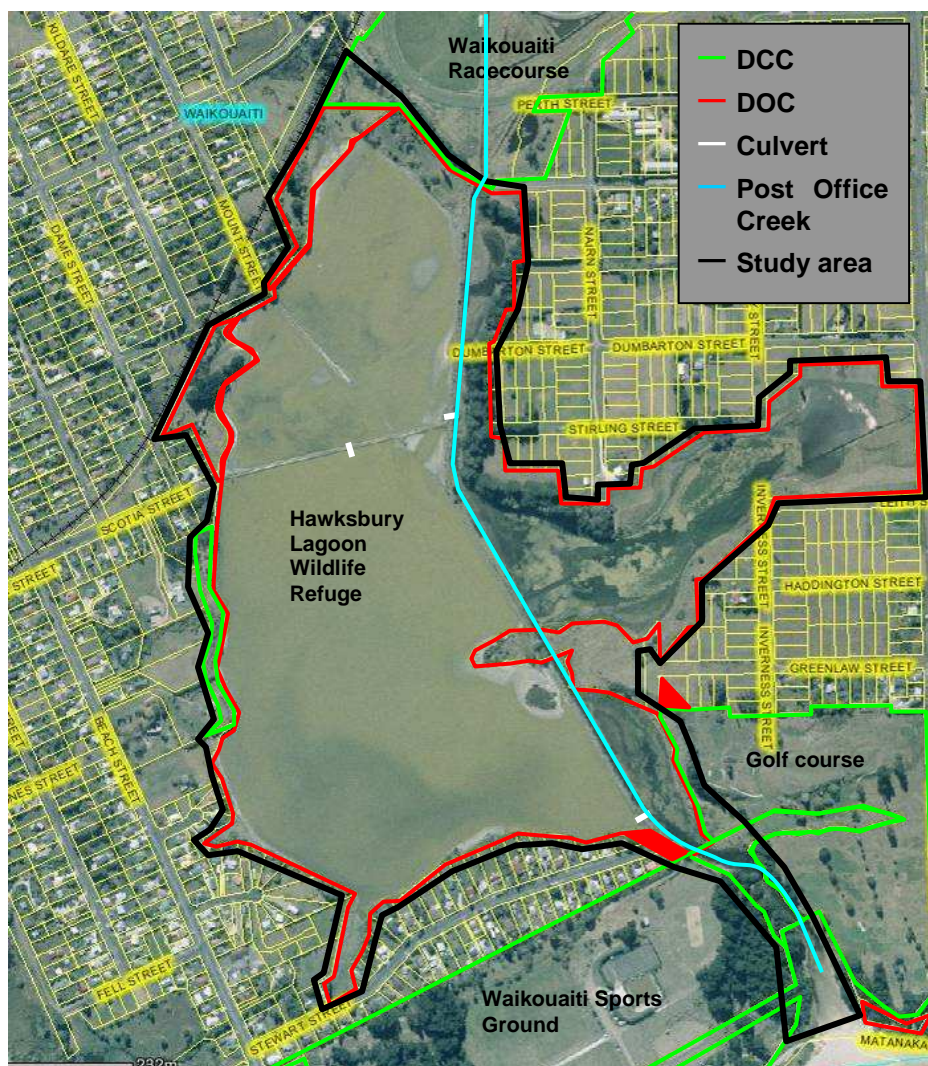 Waikouaiti
Racecourse
DCC
DOC
Culvert
Post Office
Creek
Study area
KILDARE STREET
WAIKOUAITI
PERTH STREET
MOUNT STREET
DAME STREET
NAIRN STREET
STREET
DUMBARTON STREET
DUMBARTON STREET
STIRLING STREET
SCOTIA STREET
STREET
Hawksbury
Lagoon
Wildlife
Refuge
INVERNESS STREET
HADDINGTON STREET
INVERNESS STREET
GREENLAW STREET
BEACH STREET
NES STREET
Golf course
FELL STREET
STEWART STREET
Waikouaiti Sports
Ground
MATANAKA
232m